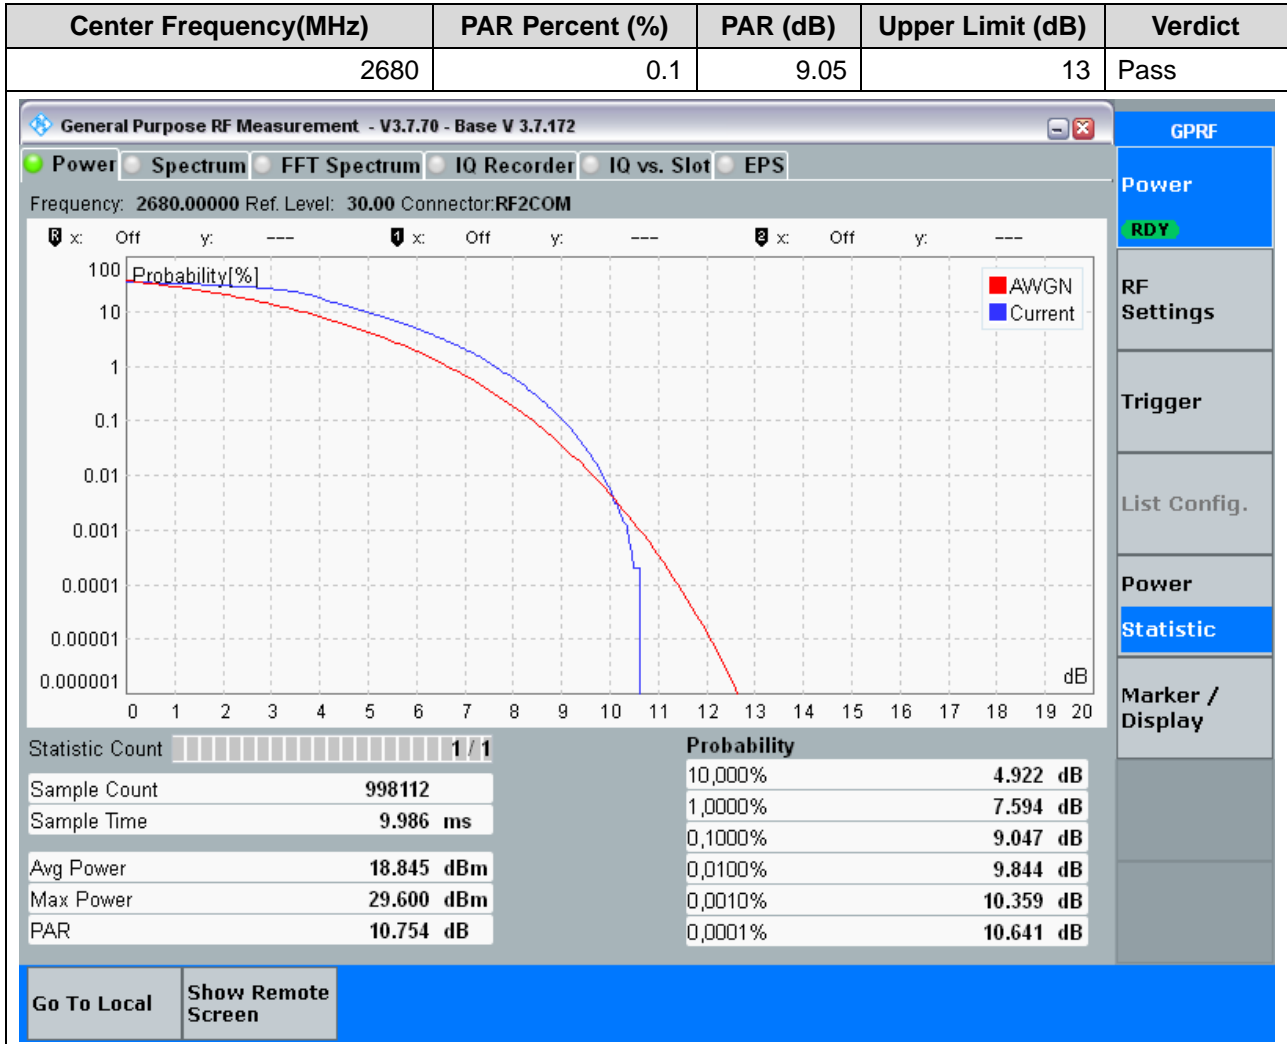 Center Frequency(MHz) PAR Percent (%) PAR (dB) Upper Limit (dB) Verdict
2680 0.1 9.05 13 Pass
General Purpose RF Measurement - V3.7.70 - Base V 3.7.172
GPRF
Power Spectrum FFT Spectrum IQ Recorder IQ vs. Slot EPS
Frequency: 2680.00000 Ref. Level: 30.00 Connector:RF2COM
R x: Off y: --- 1 x: Off y: --- 2 x: Off y: ---
Power
RDY
RF
Settings
Trigger
List Config.
Power
Statistic
Marker /
Display
Probability[%]
AWGN
Current
100
10
1
0.1
0.01
0.001
0.0001
0.00001
0.000001
dB
0 1 2 3 4 5 6 7 8 9 10 11 12 13 14 15 16 17 18 19 20
Statistic Count 1 / 1
Sample Count 998112
Sample Time 9.986 ms
Avg Power 18.845 dBm
Max Power 29.600 dBm
PAR 10.754 dB
Probability
10,000% 4.922 dB
1,0000% 7.594 dB
0,1000% 9.047 dB
0,0100% 9.844 dB
0,0010% 10.359 dB
0,0001% 10.641 dB
Go To Local
Show Remote
Screen